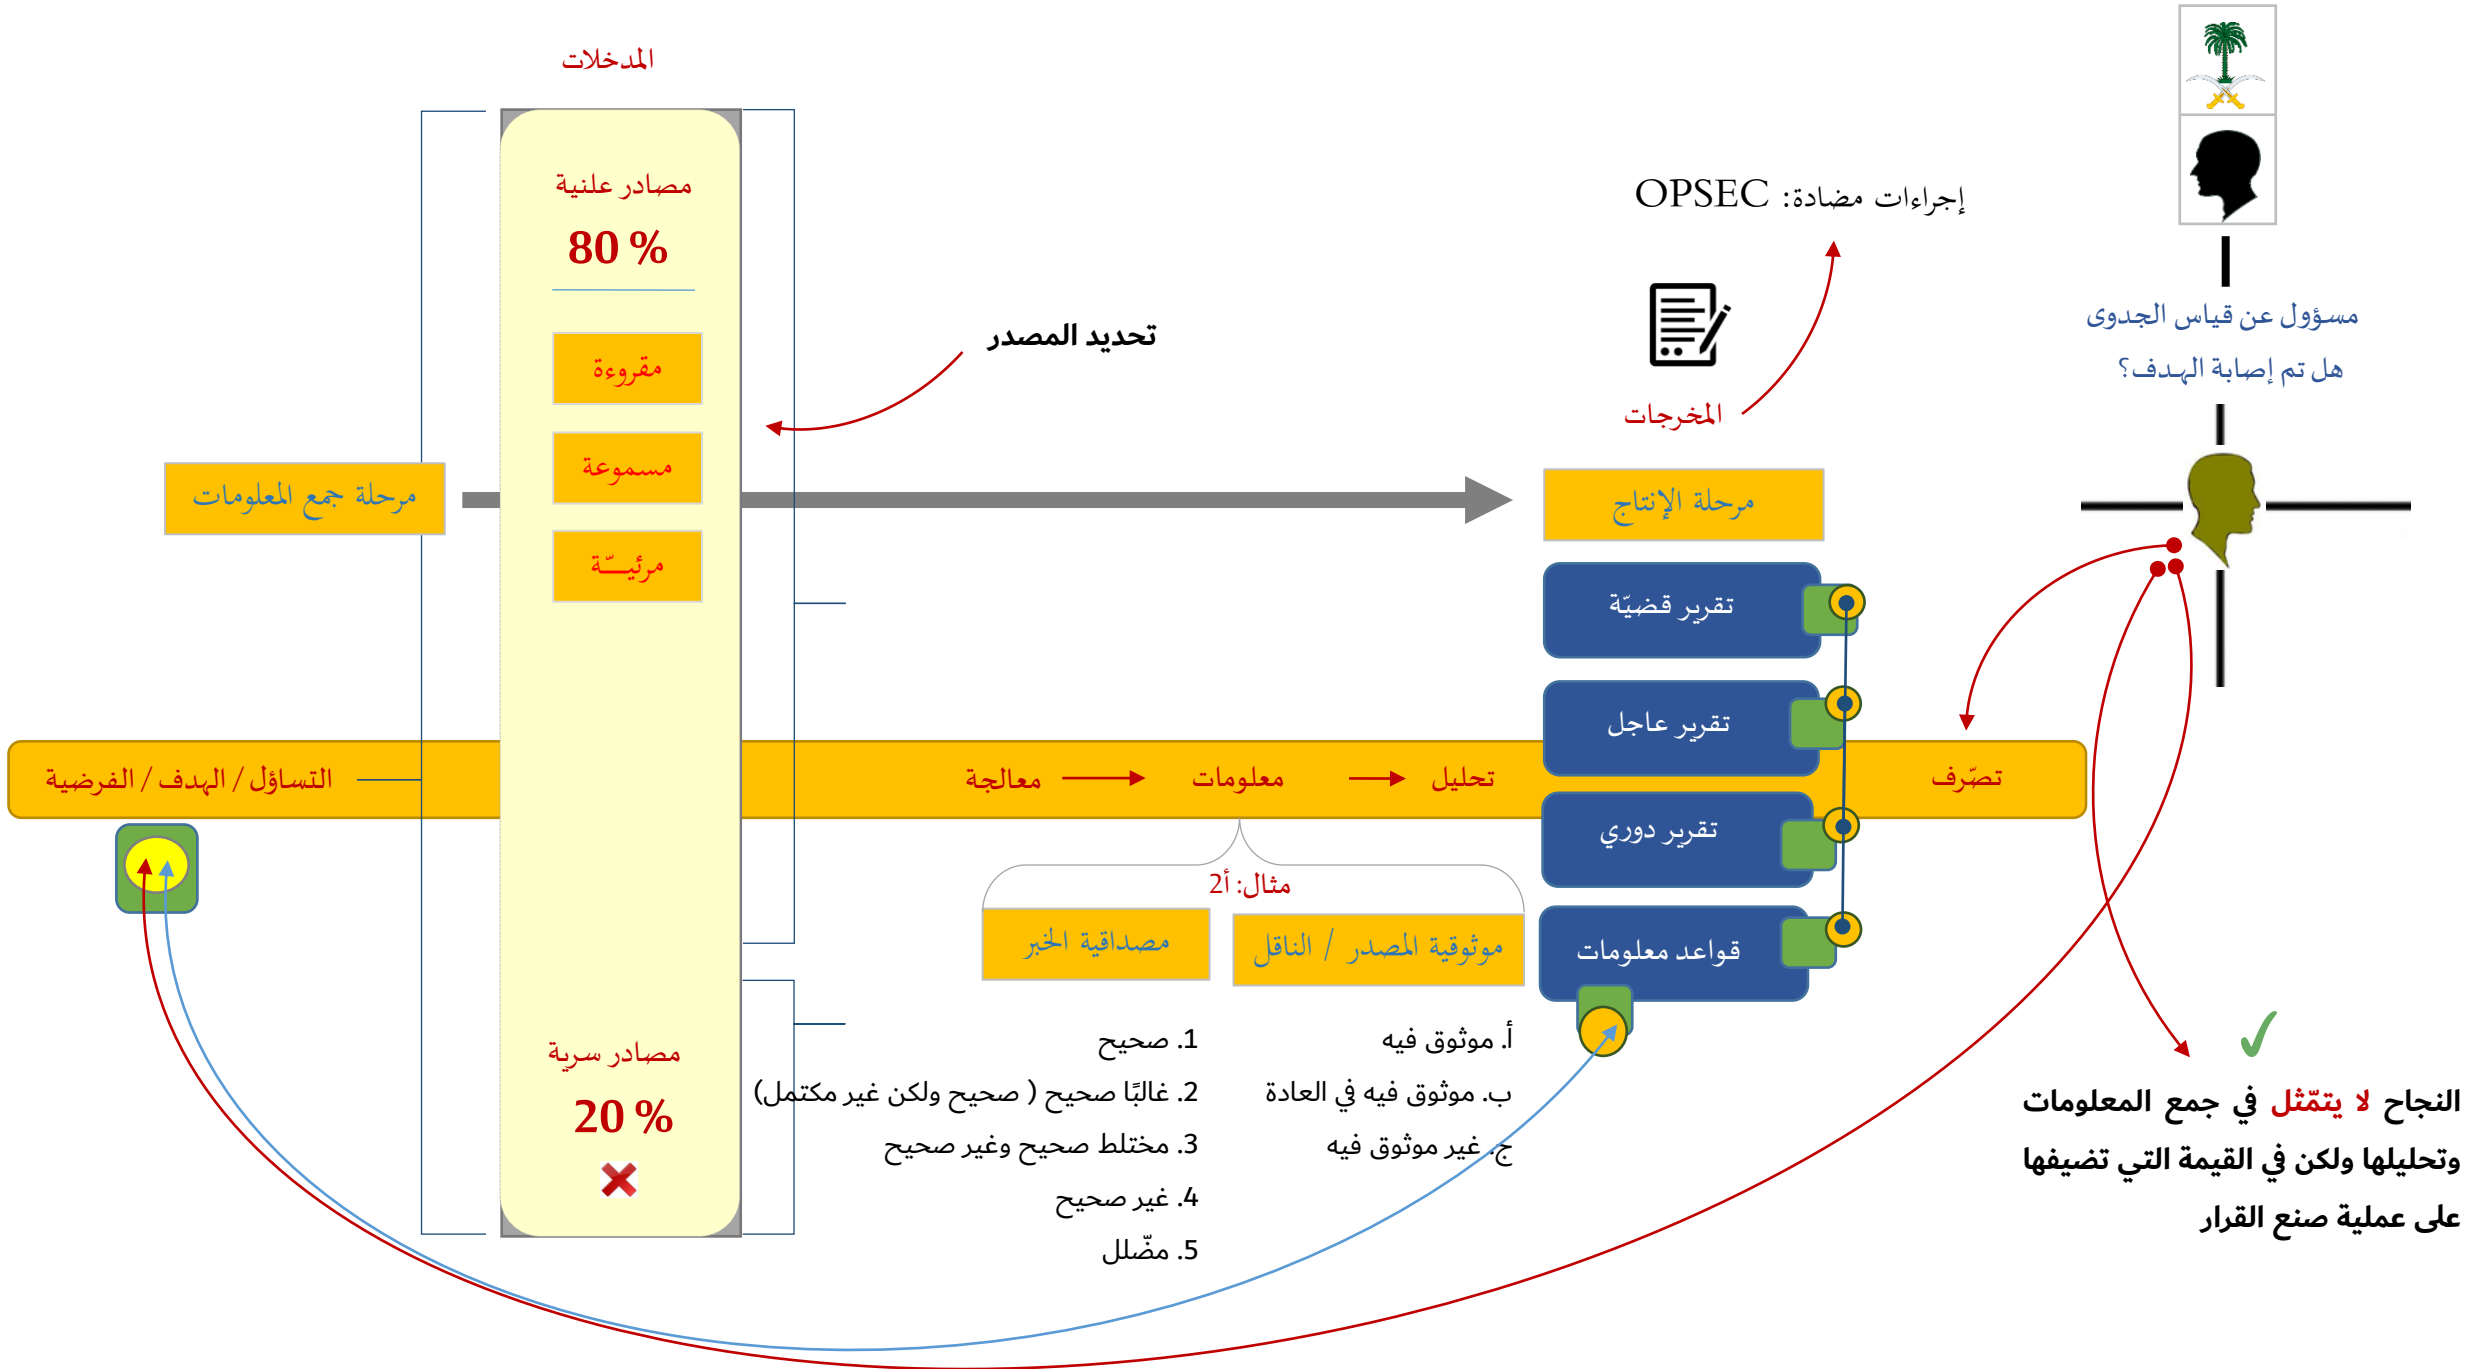 المدخلات
مصادر علنية
80 %
مقروءة
مسموعة
مرئيــّة
مصادر سرية
20 %
تحديد المصدر
إجراءات مضادة: OPSEC
المخرجات
مسؤول عن قياس الجدوى
هل تم إصابة الهدف؟
مرحلة جمع المعلومات
مرحلة الإنتاج
تقرير قضيّة
تقرير عاجل
تقرير دوري
قواعد معلومات
التساؤل / الهدف / الفرضية
معالجة
معلومات
تحليل
تصّرف
مثال: أ2
موثوقية المصدر / الناقل
أ. موثوق فيه
ب. موثوق فيه في العادة
ج. غير موثوق فيه
مصداقية الخبر
1. صحيح
2. غالبًا صحيح ( صحيح ولكن غير مكتمل)
3. مختلط صحيح وغير صحيح
4. غير صحيح
5. مضّلل
النجاح لا يتمّثل في جمع المعلومات
وتحليلها ولكن في القيمة التي تضيفها
على عملية صنع القرار